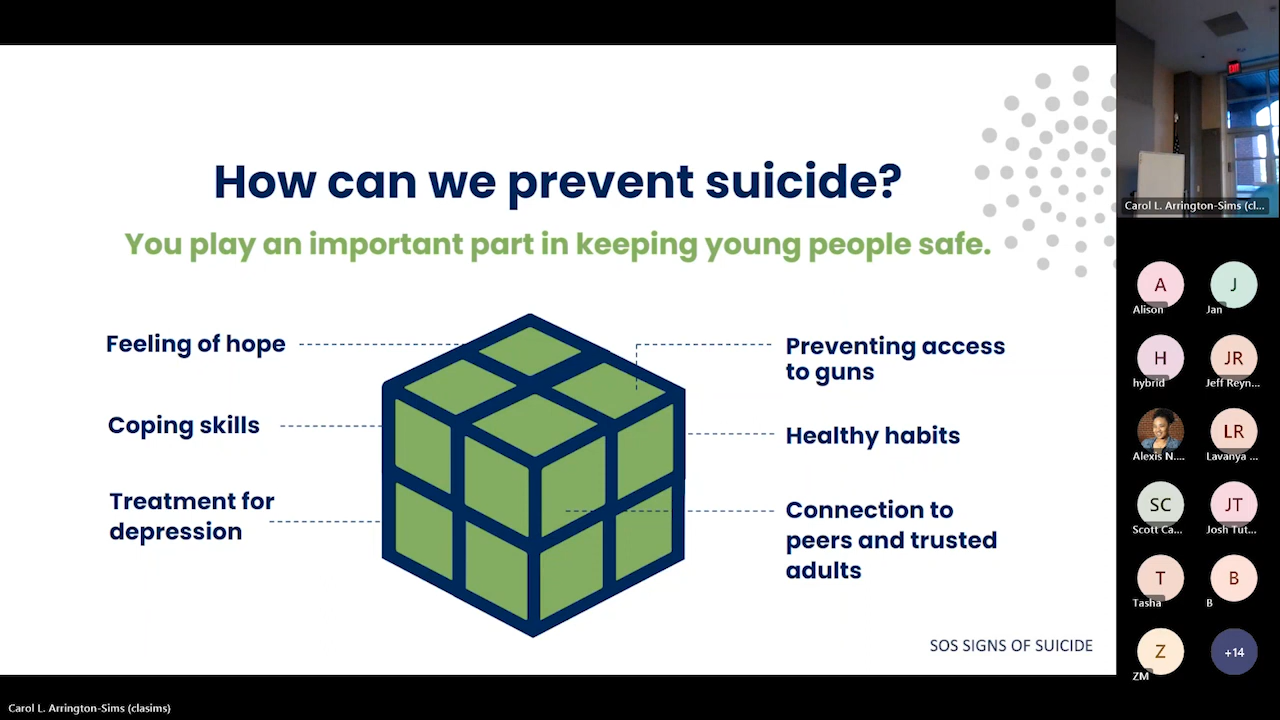 How can we prevent suicide?
You play an important part in keeping young people safe.
Feeling of hope
Coping skills
Treatment for
depression
Preventing access
to guns
Healthy habits
Connection to
peers and trusted
adults
SOS SIGNS OF SUICIDE
EXIT
Carol L. Arrington-Sims (cl...
A
Alison
J
Jan
H
hybrid
JR
Jeff Reyn...
Alexis N....
LR
Lavanya ...
SC
Scott Ca...
JT
Josh Tut...
T
Tasha
B
B
Z
ZM
+14
Carol L. Arrington-Sims (clasims)